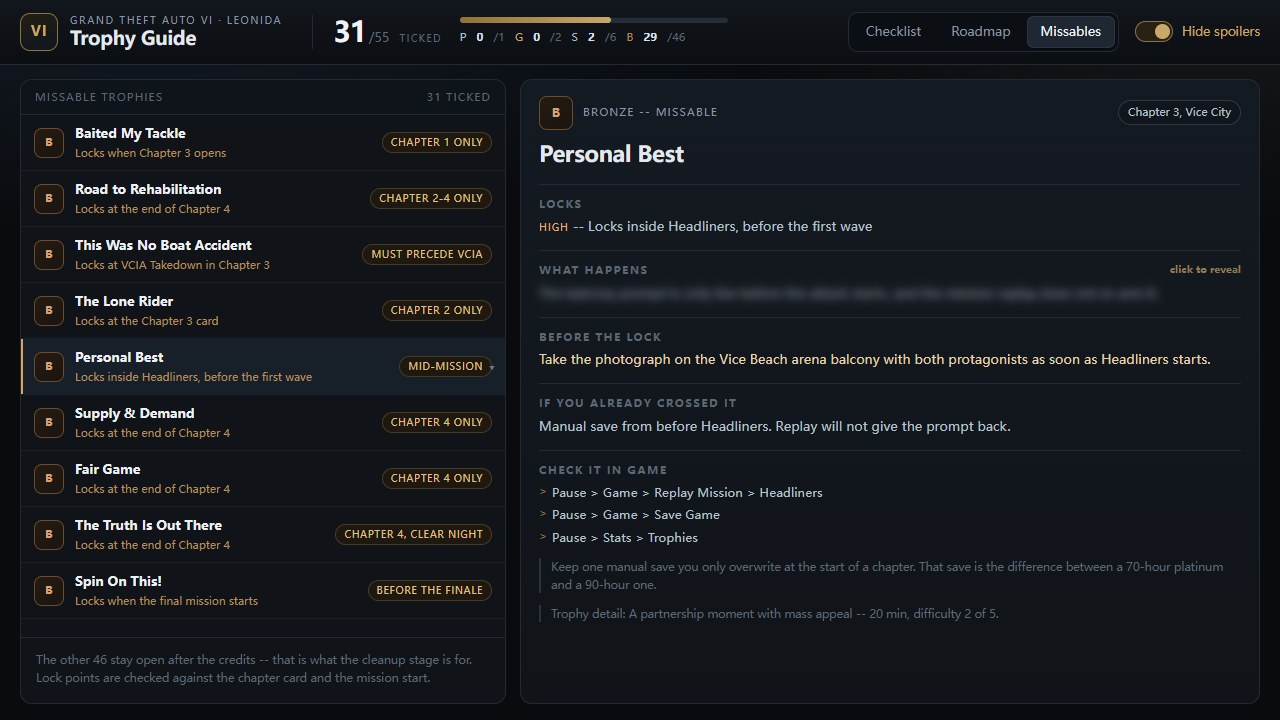 VI
GRAND THEFT AUTO VI · LEONIDA
Trophy Guide
31/55 TICKED
P 0 /1 G 0 /2 S 2 /6 B 29 /46
Checklist
Roadmap
Missables
Hide spoilers
MISSABLE TROPHIES
31 TICKED
B
Baited My Tackle
Locks when Chapter 3 opens
CHAPTER 1 ONLY
B
Road to Rehabilitation
Locks at the end of Chapter 4
CHAPTER 2-4 ONLY
B
This Was No Boat Accident
Locks at VCIA Takedown in Chapter 3
MUST PRECEDE VCIA
B
The Lone Rider
Locks at the Chapter 3 card
CHAPTER 2 ONLY
B
Personal Best
Locks inside Headliners, before the first wave
MID-MISSION
B
Supply & Demand
Locks at the end of Chapter 4
CHAPTER 4 ONLY
B
Fair Game
Locks at the end of Chapter 4
CHAPTER 4 ONLY
B
The Truth Is Out There
Locks at the end of Chapter 4
CHAPTER 4, CLEAR NIGHT
B
Spin On This!
Locks when the final mission starts
BEFORE THE FINALE
The other 46 stay open after the credits -- that is what the cleanup stage is for.
Lock points are checked against the chapter card and the mission start.
B
BRONZE -- MISSABLE
Chapter 3, Vice City
Personal Best
LOCKS
HIGH -- Locks inside Headliners, before the first wave
WHAT HAPPENS
click to reveal
BEFORE THE LOCK
Take the photograph on the Vice Beach arena balcony with both protagonists as soon as Headliners starts.
IF YOU ALREADY CROSSED IT
Manual save from before Headliners. Replay will not give the prompt back.
CHECK IT IN GAME
> Pause > Game > Replay Mission > Headliners
> Pause > Game > Save Game
> Pause > Stats > Trophies
Keep one manual save you only overwrite at the start of a chapter. That save is the difference between a 70-hour platinum
and a 90-hour one.
Trophy detail: A partnership moment with mass appeal -- 20 min, difficulty 2 of 5.